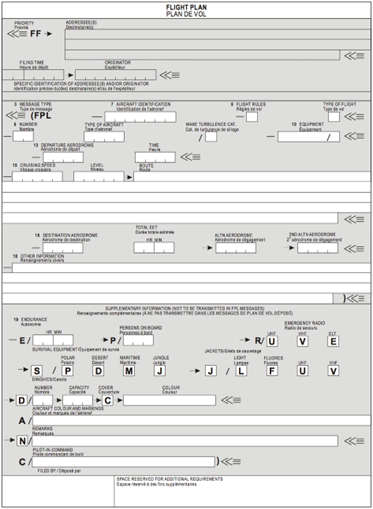 FLIGHT PLAN
PLAN DE VOL
PRIORITY
Priorité
ADDRESSEE(S)
Destinataire(s)
FF
FILING TIME
Heure de dépôt
ORIGINATOR
Expéditeur
SPECIFIC IDENTIFICATION OF ADDRESSEE(S) AND/OR ORIGINATOR
Identification précise du(des) destinataire(s) et/ou de l'expéditeur
3 MESSAGE TYPE
Type de message
7 AIRCRAFT IDENTIFICATION
Identification de l'aéronef
8 FLIGHT RULES
Règles de vol
TYPE OF FLIGHT
Type de vol
(FPL
9 NUMBER
Nombre
TYPE OF AIRCRAFT
Type d'aéronef
WAKE TURBULENCE CAT.
Cat. de turbulence de sillage
10 EQUIPMENT
Équipement
/ /
13 DEPARTURE AERODROME
Aérodrome de départ
TIME
Heure
15 CRUISING SPEED
Vitesse croisière
LEVEL
Niveau
ROUTE
Route
16 DESTINATION AERODROME
Aérodrome de destination
TOTAL EET
Durée totale estimée
HR MIN
ALTN AERODROME
Aérodrome de dégagement
2ND ALTN AERODROME
2e aérodrome de dégagement
18 OTHER INFORMATION
Renseignements divers
)
SUPPLEMENTARY INFORMATION (NOT TO BE TRANSMITTED IN FPL MESSAGES)
Renseignements complémentaires (À NE PAS TRANSMETTRE DANS LES MESSAGES DE PLAN DE VOL DÉPOSÉ)
19 ENDURANCE
Autonomie
HR MIN
PERSONS ON BOARD
Personnes à bord
EMERGENCY RADIO
Radio de secours
UHF VHF ELT
E / P / R / U V E
SURVIVAL EQUIPMENT/Équipement de survie
JACKETS/Gilets de sauvetage
POLAR
Polaire
DESERT
Désert
MARITIME
Maritime
JUNGLE
Jungle
LIGHT
Lampes
FLUORES
Fluores
UHF VHF
S / P D M J J / L F U V
DINGHIES/Canots
NUMBER
Nombre
CAPACITY
Capacité
COVER
Couverture
COLOUR
Couleur
D / C
AIRCRAFT COLOUR AND MARKINGS
Couleur et marques de l'aéronef
A /
REMARKS
Remarques
N /
PILOT-IN-COMMAND
Pilote commandant de bord
C / )
FILED BY / Déposé par
SPACE RESERVED FOR ADDITIONAL REQUIREMENTS
Espace réservé à des fins supplémentaires